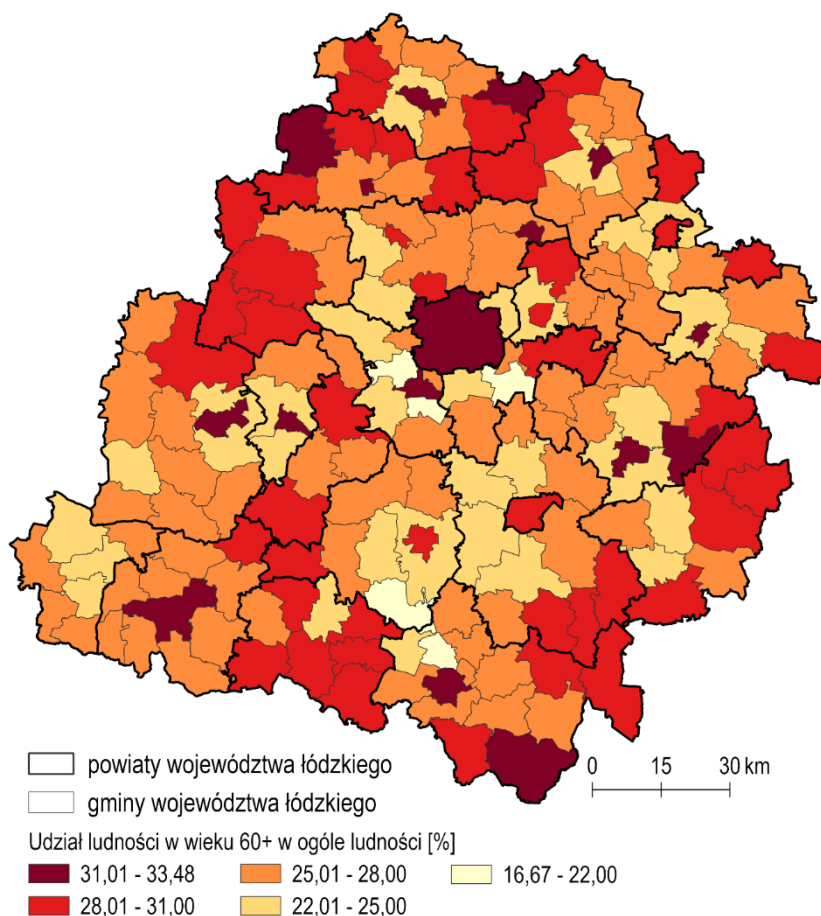 powiaty województwa łódzkiego
gminy województwa łódzkiego
0 15 30 km
Udział ludności w wieku 60+ w ogóle ludności [%]
31,01 - 33,48 25,01 - 28,00 16,67 - 22,00
28,01 - 31,00 22,01 - 25,00